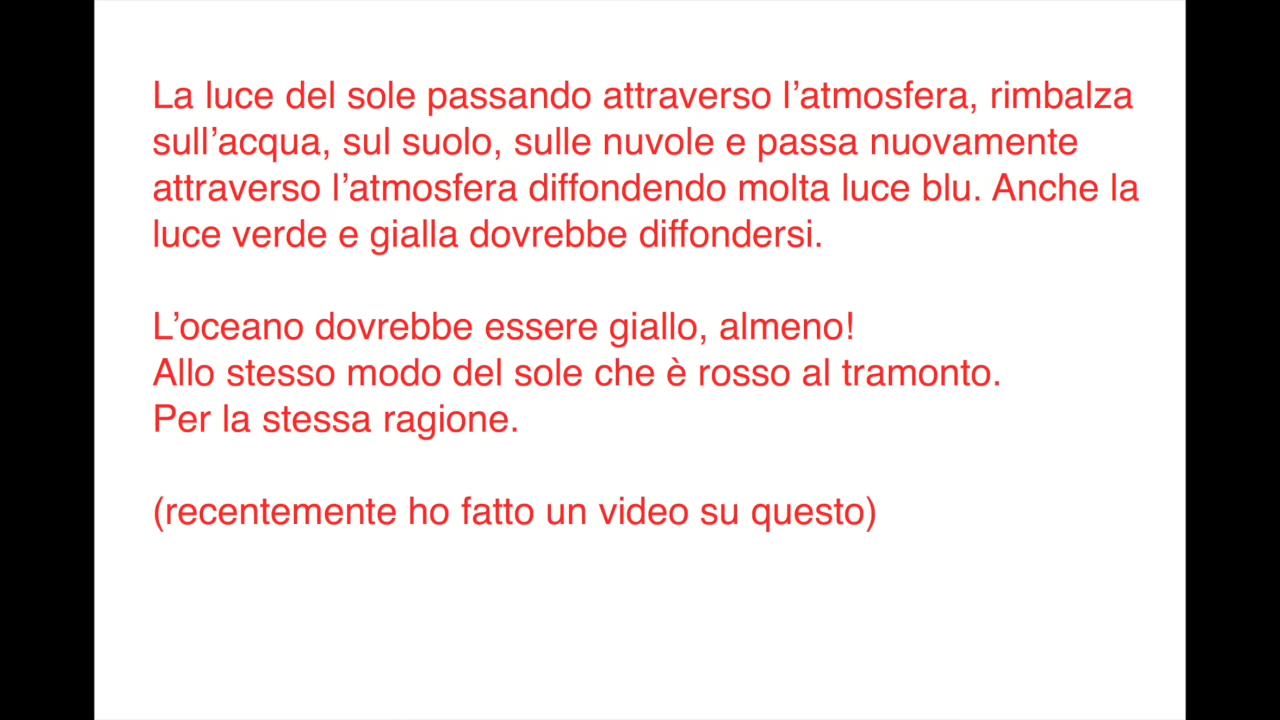 La luce del sole passando attraverso l’atmosfera, rimbalza
sull’acqua, sul suolo, sulle nuvole e passa nuovamente
attraverso l’atmosfera diffondendo molta luce blu. Anche la
luce verde e gialla dovrebbe diffondersi.
L’oceano dovrebbe essere giallo, almeno!
Allo stesso modo del sole che è rosso al tramonto.
Per la stessa ragione.
(recentemente ho fatto un video su questo)